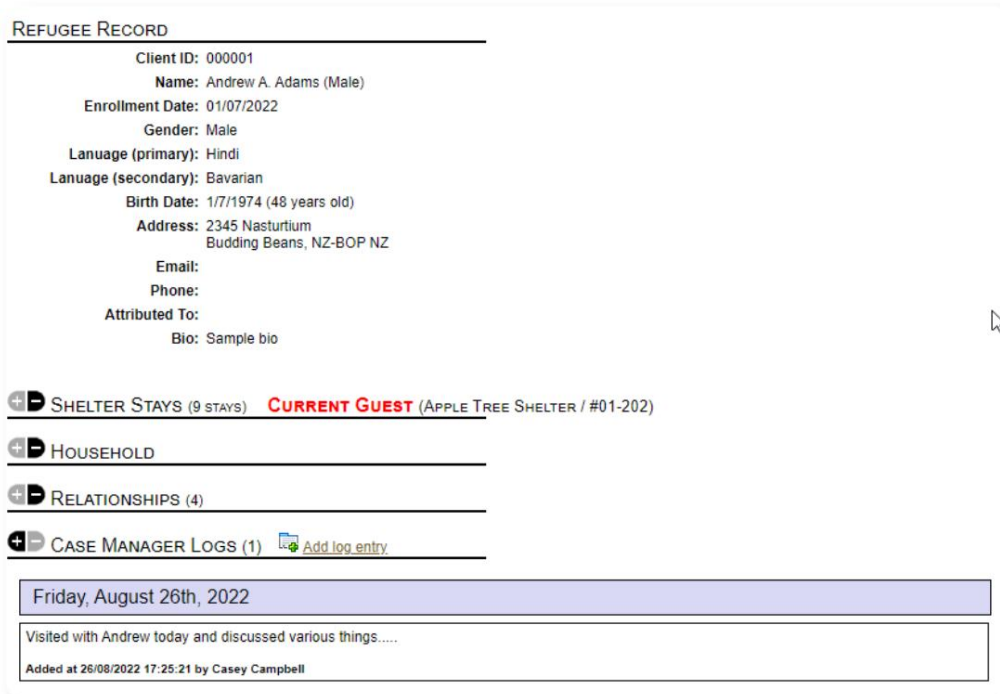 REFUGEE RECORD
Client ID: 000001
Name: Andrew A. Adams (Male)
Enrollment Date: 01/07/2022
Gender: Male
Lanuage (primary): Hindi
Lanuage (secondary): Bavarian
Birth Date: 1/7/1974 (48 years old)
Address: 2345 Nasturtium
Budding Beans, NZ-BOP NZ
Email:
Phone:
Attributed To:
Bio: Sample bio
SHELTER STAYS (9 STAYS) CURRENT GUEST (APPLE TREE SHELTER / #01-202)
HOUSEHOLD
RELATIONSHIPS (4)
CASE MANAGER LOGS (1) Add log entry
Friday, August 26th, 2022
Visited with Andrew today and discussed various things.....
Added at 26/08/2022 17:25:21 by Casey Campbell